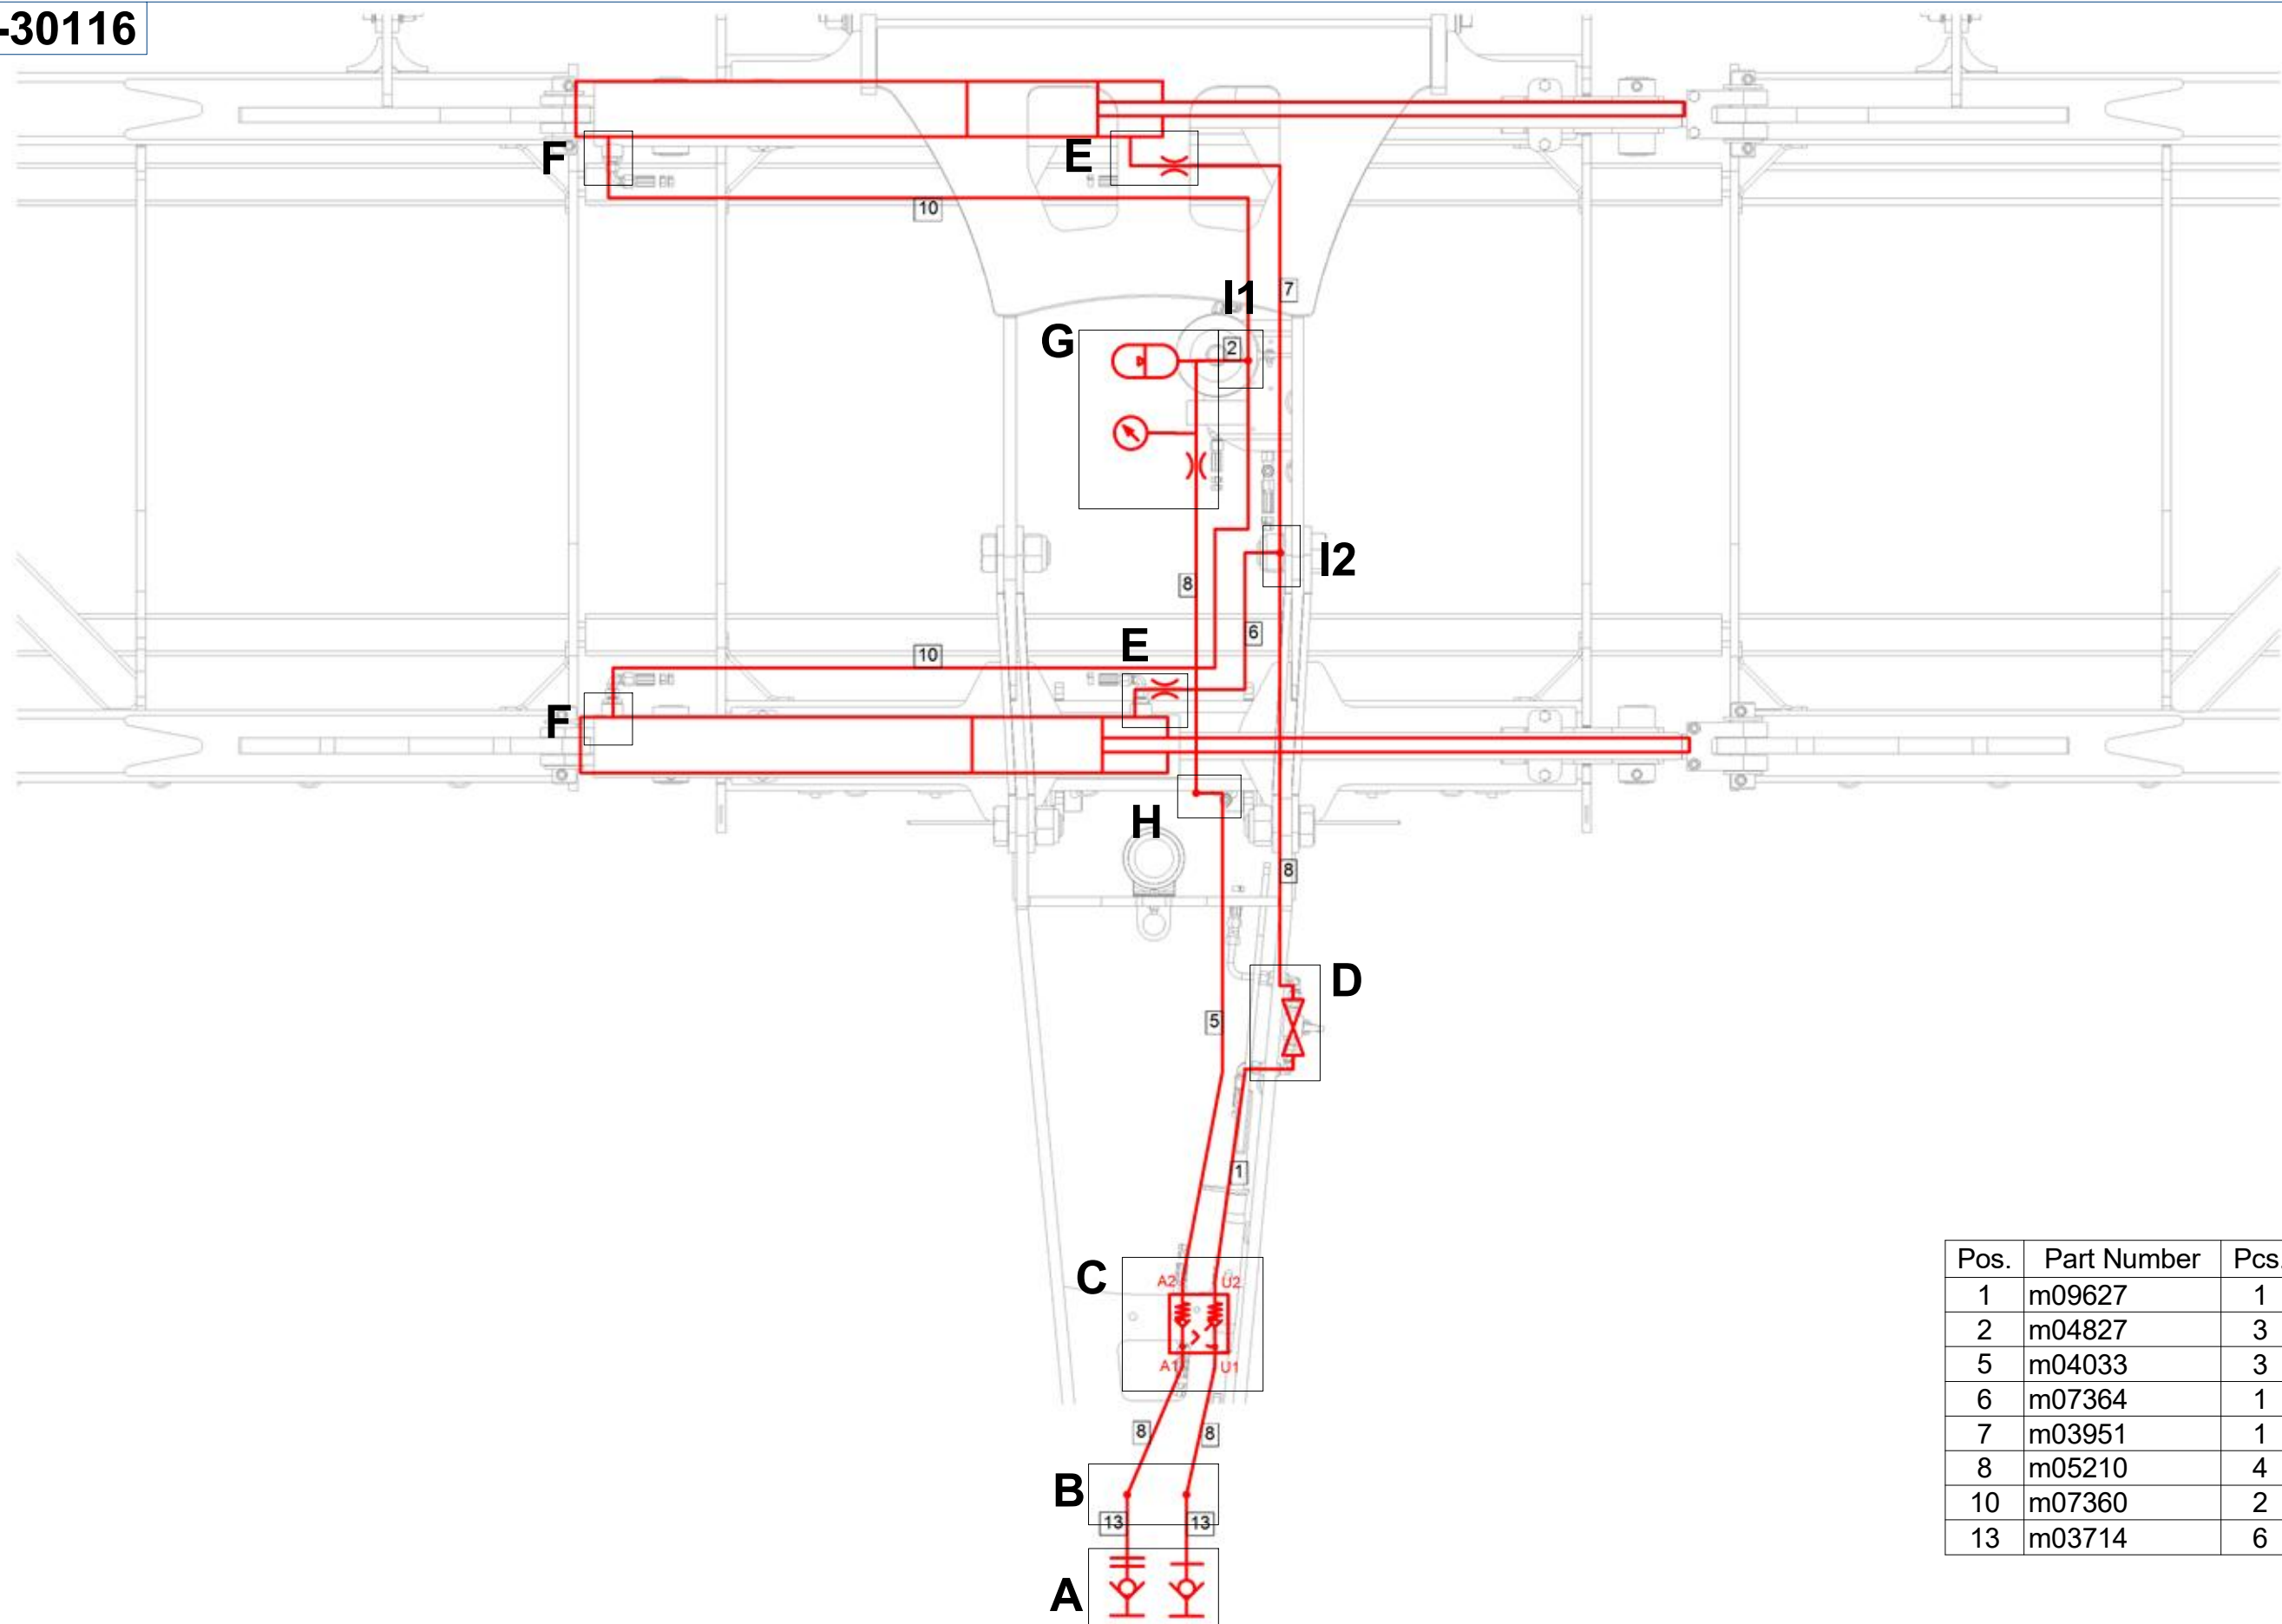 -30116
F
E
10
7
I1
G
2
I2
8
6
E
10
F
H
8
D
5
1
C
A2 U2
A1 U1
8 8
B
13 13
A
Pos. Part Number Pcs.
1 m09627 1
2 m04827 3
5 m04033 3
6 m07364 1
7 m03951 1
8 m05210 4
10 m07360 2
13 m03714 6